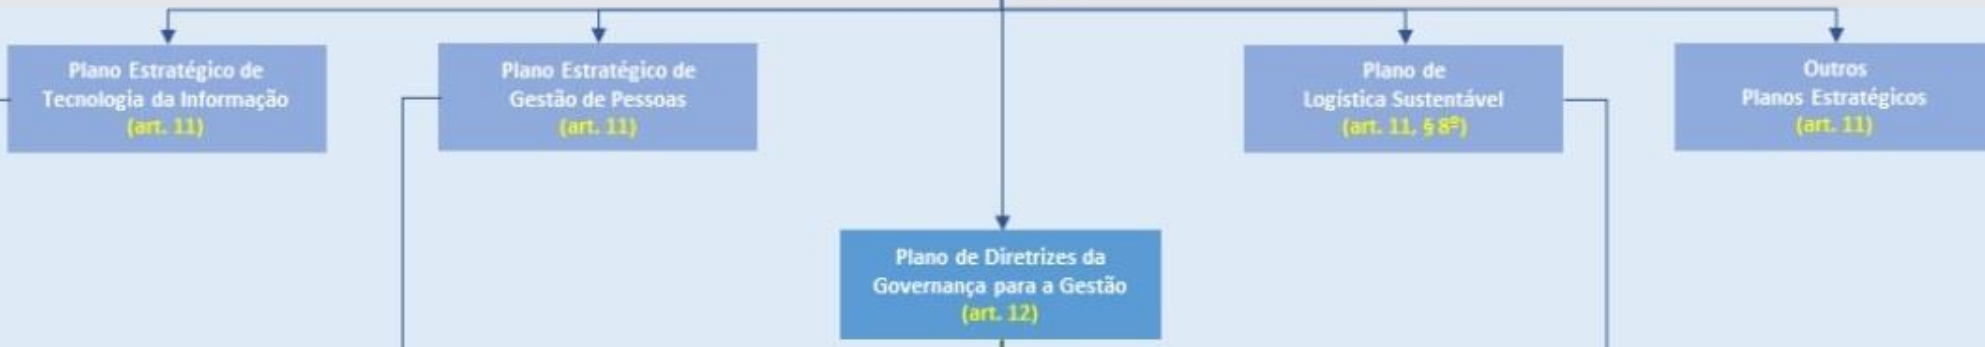 Plano Estratégico de
Tecnologia da Informação
(art. 11)
Plano Estratégico de
Gestão de Pessoas
(art. 11)
Plano de
Logística Sustentável
(art. 11, § 8º)
Outros
Planos Estratégicos
(art. 11)
Plano de Diretrizes da
Governança para a Gestão
(art. 12)